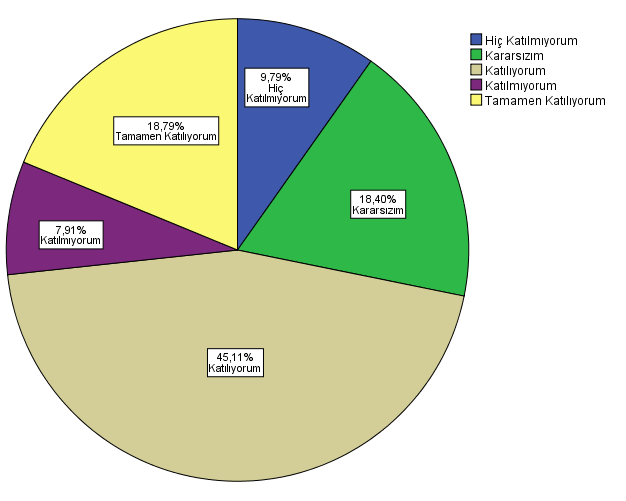 9,79%
Hiç
Katılmıyorum
18,79%
Tamamen Katılıyorum
18,40%
Kararsızım
7,91%
Katılmıyorum
45,11%
Katılıyorum
Hiç Katılmıyorum
Kararsızım
Katılıyorum
Katılmıyorum
Tamamen Katılıyorum